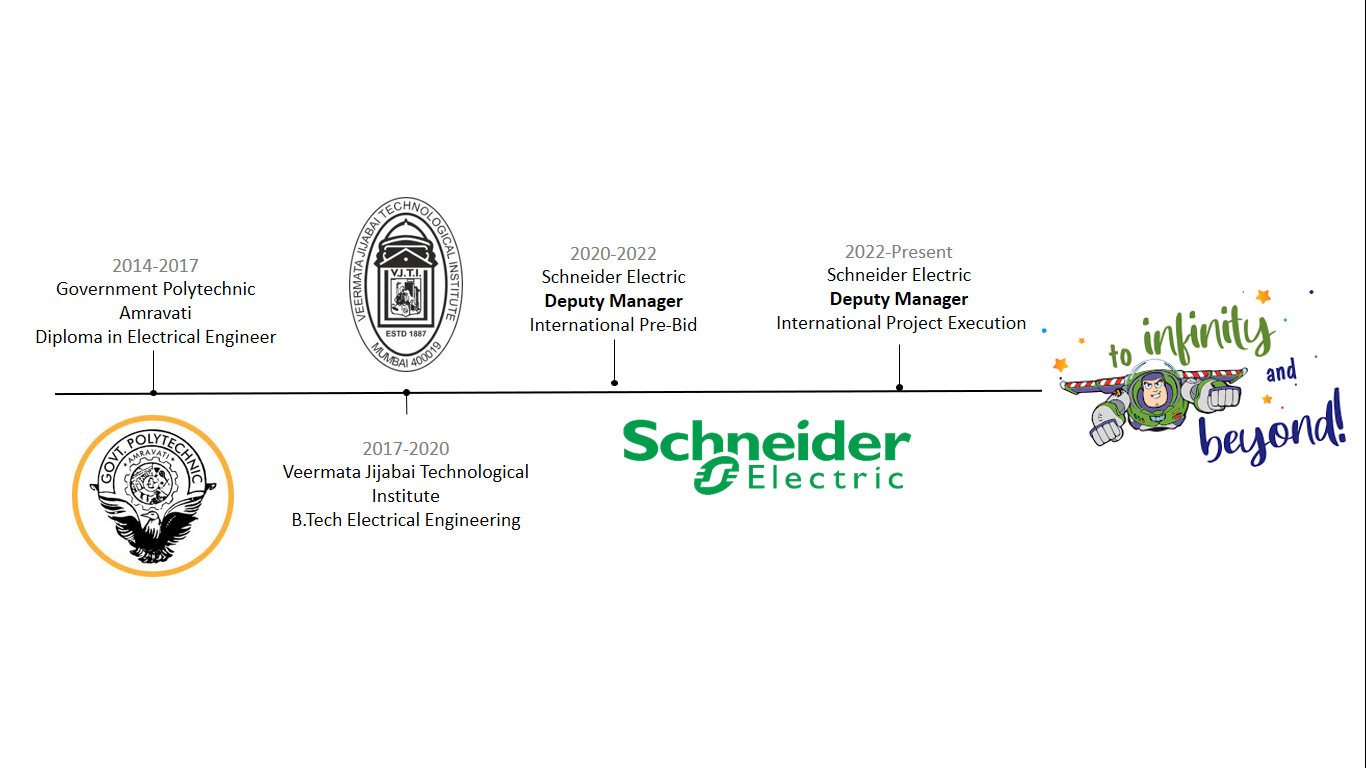 2014-2017
Government Polytechnic
Amravati
Diploma in Electrical Engineer
GOVT. POLYTECHNIC
AMRAVATI
VEERMATA JIJABAI TECHNOLOGICAL INSTITUTE
V.J.T.I.
ESTD 1887
MUMBAI 400019
2017-2020
Veermata Jijabai Technological
Institute
B.Tech Electrical Engineering
2020-2022
Schneider Electric
Deputy Manager
International Pre-Bid
2022-Present
Schneider Electric
Deputy Manager
International Project Execution
Schneider
Electric
to infinity
and
beyond!